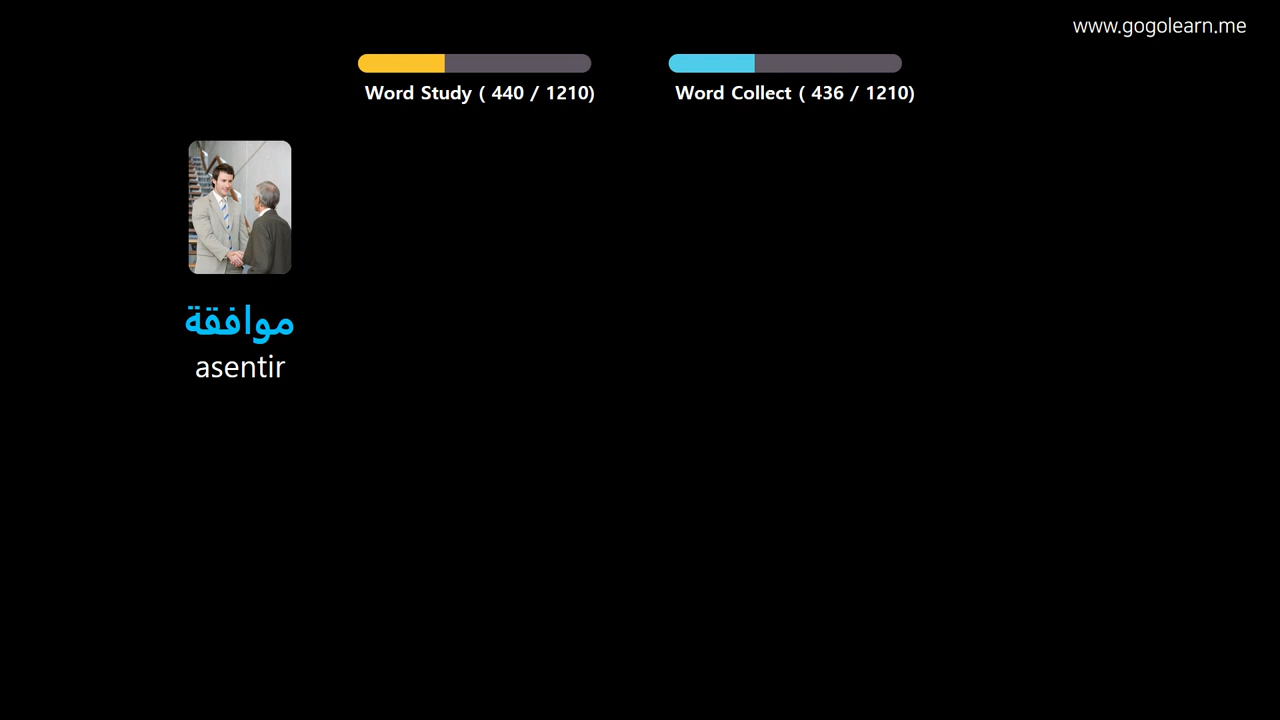 www.gogolearn.me
Word Study ( 440 / 1210)
Word Collect ( 436 / 1210)
موافقة
asentir